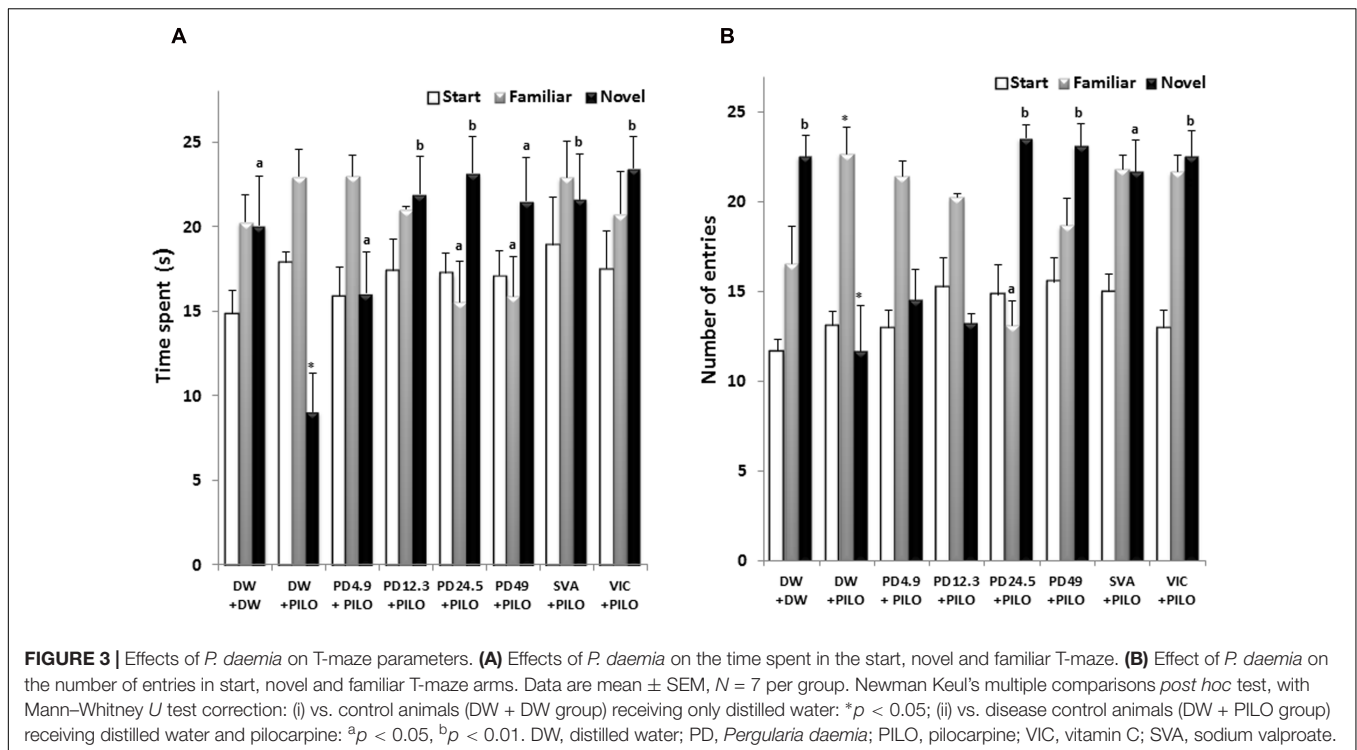 A
B
Start Familiar Novel
Start Familiar Novel
25
20
15
10
5
0
Time spent (s)
a
*
a
b
b
a
a
a
b
b
DW +DW
DW +PILO
PD4.9 + PILO
PD12.3 +PILO
PD24.5 +PILO
PD49 +PILO
SVA +PILO
VIC +PILO
25
20
15
10
5
0
Number of entries
b
*
*
a
b
b
a
b
DW +DW
DW +PILO
PD4.9 + PILO
PD12.3 +PILO
PD24.5 +PILO
PD49 +PILO
SVA +PILO
VIC +PILO
FIGURE 3 | Effects of P. daemia on T-maze parameters. (A) Effects of P. daemia on the time spent in the start, novel and familiar T-maze. (B) Effect of P. daemia on
the number of entries in start, novel and familiar T-maze arms. Data are mean ± SEM, N = 7 per group. Newman Keul's multiple comparisons post hoc test, with
Mann–Whitney U test correction: (i) vs. control animals (DW + DW group) receiving only distilled water: *p < 0.05; (ii) vs. disease control animals (DW + PILO group)
receiving distilled water and pilocarpine: ap < 0.05, bp < 0.01. DW, distilled water; PD, Pergularia daemia; PILO, pilocarpine; VIC, vitamin C; SVA, sodium valproate.